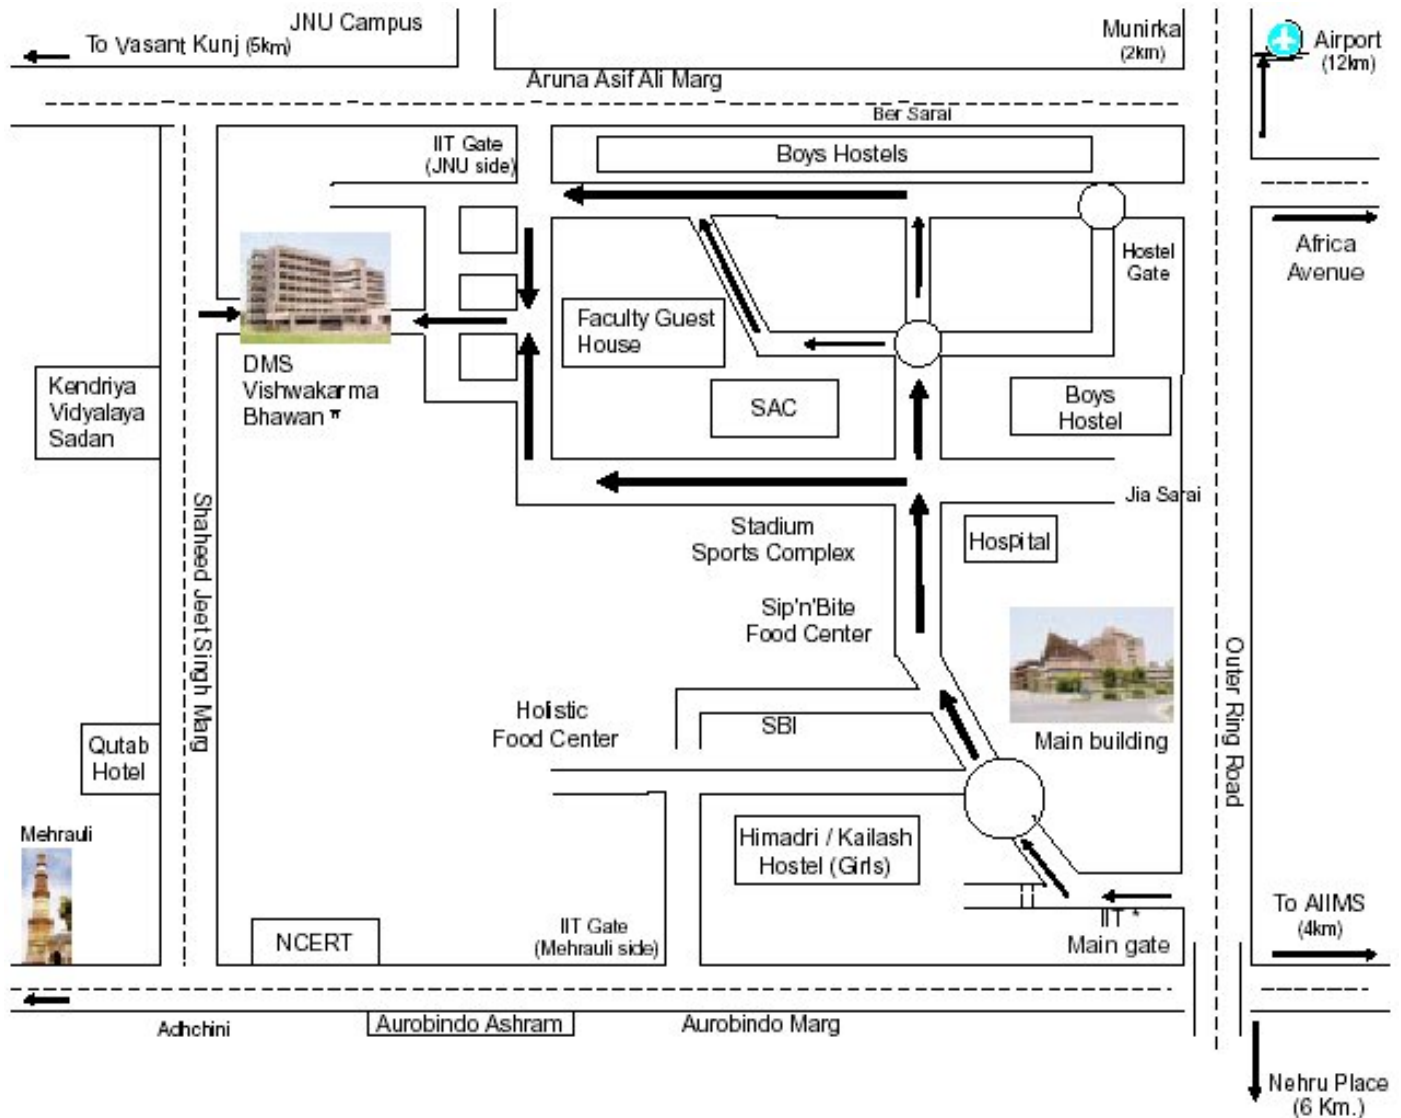 JNU Campus
To Vasant Kunj (5km)
Munirka
(2km)
Airport
(12km)
Aruna Asif Ali Marg
Ber Sarai
IIT Gate
(JNU side)
Boys Hostels
Hostel
Gate
Africa
Avenue
Faculty Guest
House
DMS
Vishwakarma
Bhawan
Kendriya
Vidyalaya
Sadan
SAC
Boys
Hostel
Jia Sarai
Shaheed Jeet Singh Marg
Stadium
Sports Complex
Hospital
Sip'n'Bite
Food Center
Outer Ring Road
Holistic
Food Center
SBI
Main building
Qutab
Hotel
Mehrauli
Himadri / Kailash
Hostel (Girls)
IIT *
Main gate
To AIIMS
(4km)
NCERT
IIT Gate
(Mehrauli side)
Adhchini
Aurobindo Ashram
Aurobindo Marg
Nehru Place
(6 Km.)